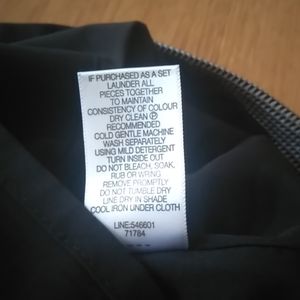 IF PURCHASED AS A SET
LAUNDER ALL
PIECES TOGETHER
TO MAINTAIN
CONSISTENCY OF COLOUR
DRY CLEAN Ⓟ
RECOMMENDED
COLD GENTLE MACHINE
WASH SEPARATELY
USING MILD DETERGENT
TURN INSIDE OUT
DO NOT BLEACH, SOAK,
RUB OR WRING
REMOVE PROMPTLY
DO NOT TUMBLE DRY
LINE DRY IN SHADE
COOL IRON UNDER CLOTH
LINE:546601
71784